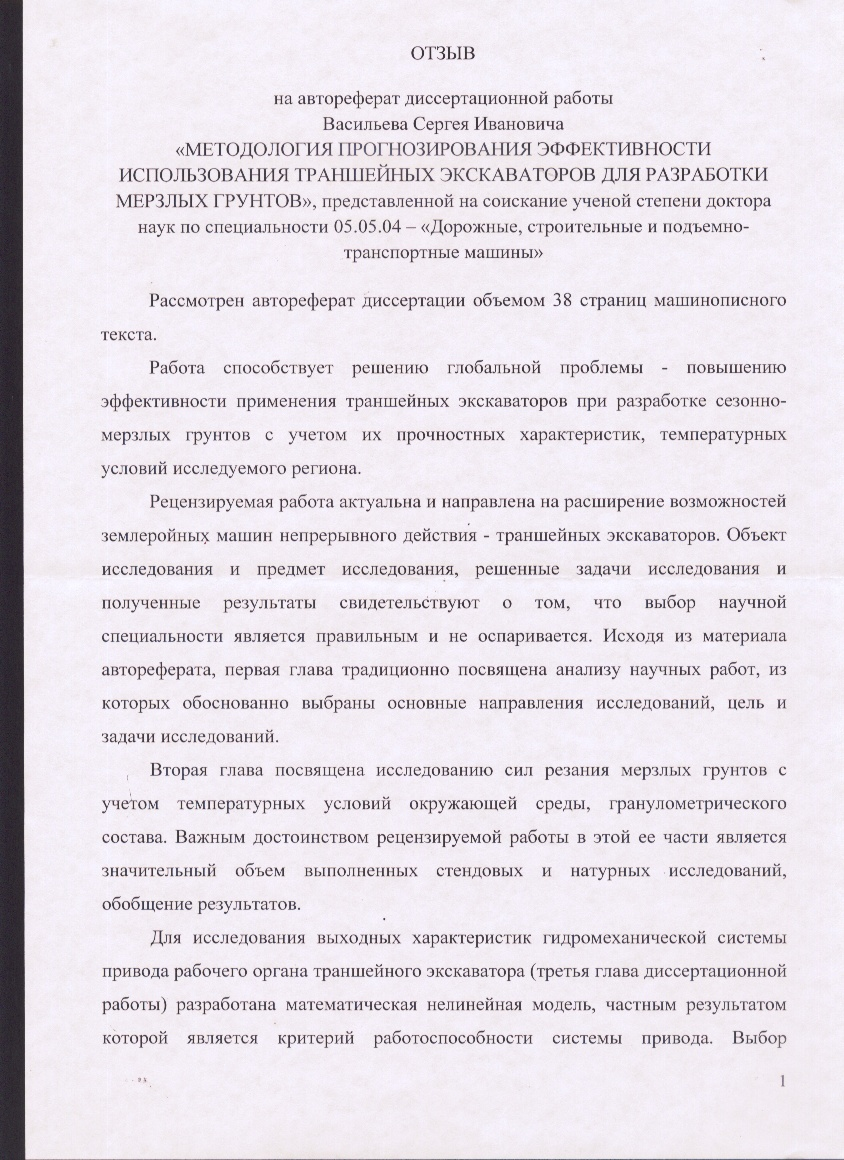 ОТЗЫВ
на автореферат диссертационной работы
Васильева Сергея Ивановича
«МЕТОДОЛОГИЯ ПРОГНОЗИРОВАНИЯ ЭФФЕКТИВНОСТИ
ИСПОЛЬЗОВАНИЯ ТРАНШЕЙНЫХ ЭКСКАВАТОРОВ ДЛЯ РАЗРАБОТКИ
МЕРЗЛЫХ ГРУНТОВ», представленной на соискание ученой степени доктора
наук по специальности 05.05.04 – «Дорожные, строительные и подъемно-
транспортные машины»
Рассмотрен автореферат диссертации объемом 38 страниц машинописного
текста.
Работа способствует решению глобальной проблемы - повышению
эффективности применения траншейных экскаваторов при разработке сезонно-
мерзлых грунтов с учетом их прочностных характеристик, температурных
условий исследуемого региона.
Рецензируемая работа актуальна и направлена на расширение возможностей
землеройных машин непрерывного действия - траншейных экскаваторов. Объект
исследования и предмет исследования, решенные задачи исследования и
полученные результаты свидетельствуют о том, что выбор научной
специальности является правильным и не оспаривается. Исходя из материала
автореферата, первая глава традиционно посвящена анализу научных работ, из
которых обоснованно выбраны основные направления исследований, цель и
задачи исследований.
Вторая глава посвящена исследованию сил резания мерзлых грунтов с
учетом температурных условий окружающей среды, гранулометрического
состава. Важным достоинством рецензируемой работы в этой ее части является
значительный объем выполненных стендовых и натурных исследований,
обобщение результатов.
Для исследования выходных характеристик гидромеханической системы
привода рабочего органа траншейного экскаватора (третья глава диссертационной
работы) разработана математическая нелинейная модель, частным результатом
которой является критерий работоспособности системы привода. Выбор
1